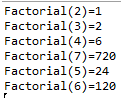 Factorial(2)=1
Factorial(3)=2
Factorial(4)=6
Factorial(7)=720
Factorial(5)=24
Factorial(6)=120